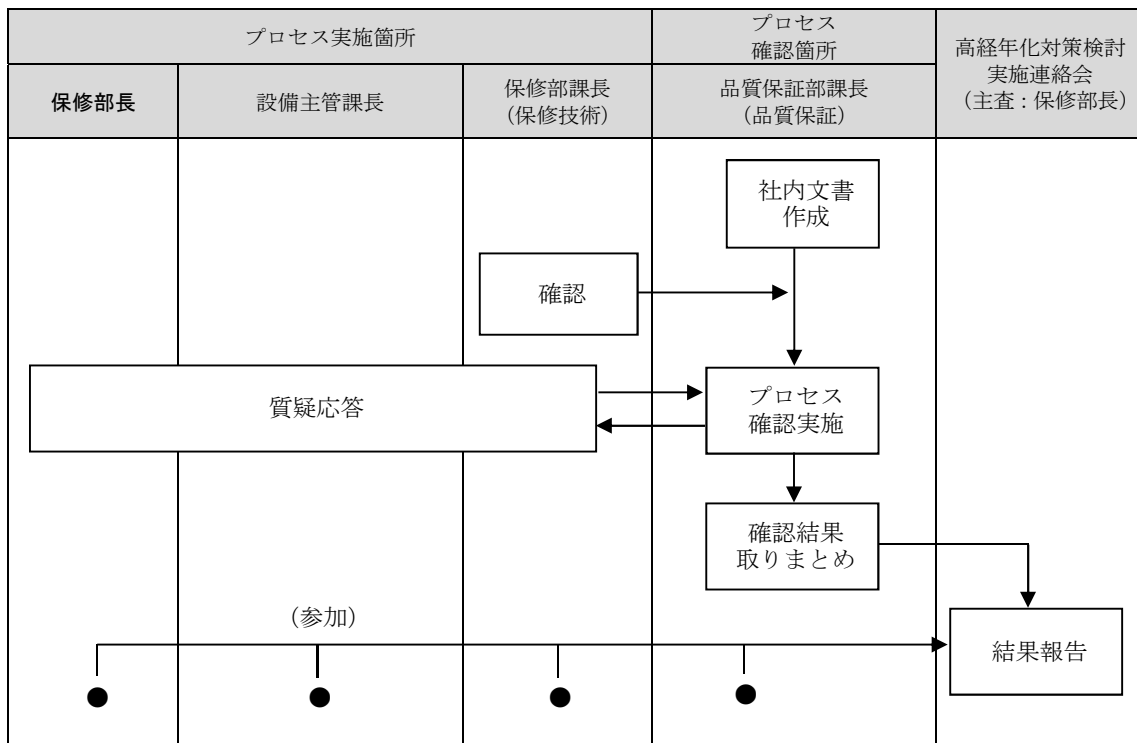 プロセス実施箇所
プロセス
確認箇所
高経年化対策検討
実施連絡会
（主査：保修部長）
保修部長
設備主管課長
保修部課長
（保修技術）
品質保証部課長
（品質保証）
社内文書
作成
確認
質疑応答
プロセス
確認実施
確認結果
取りまとめ
（参加）
結果報告